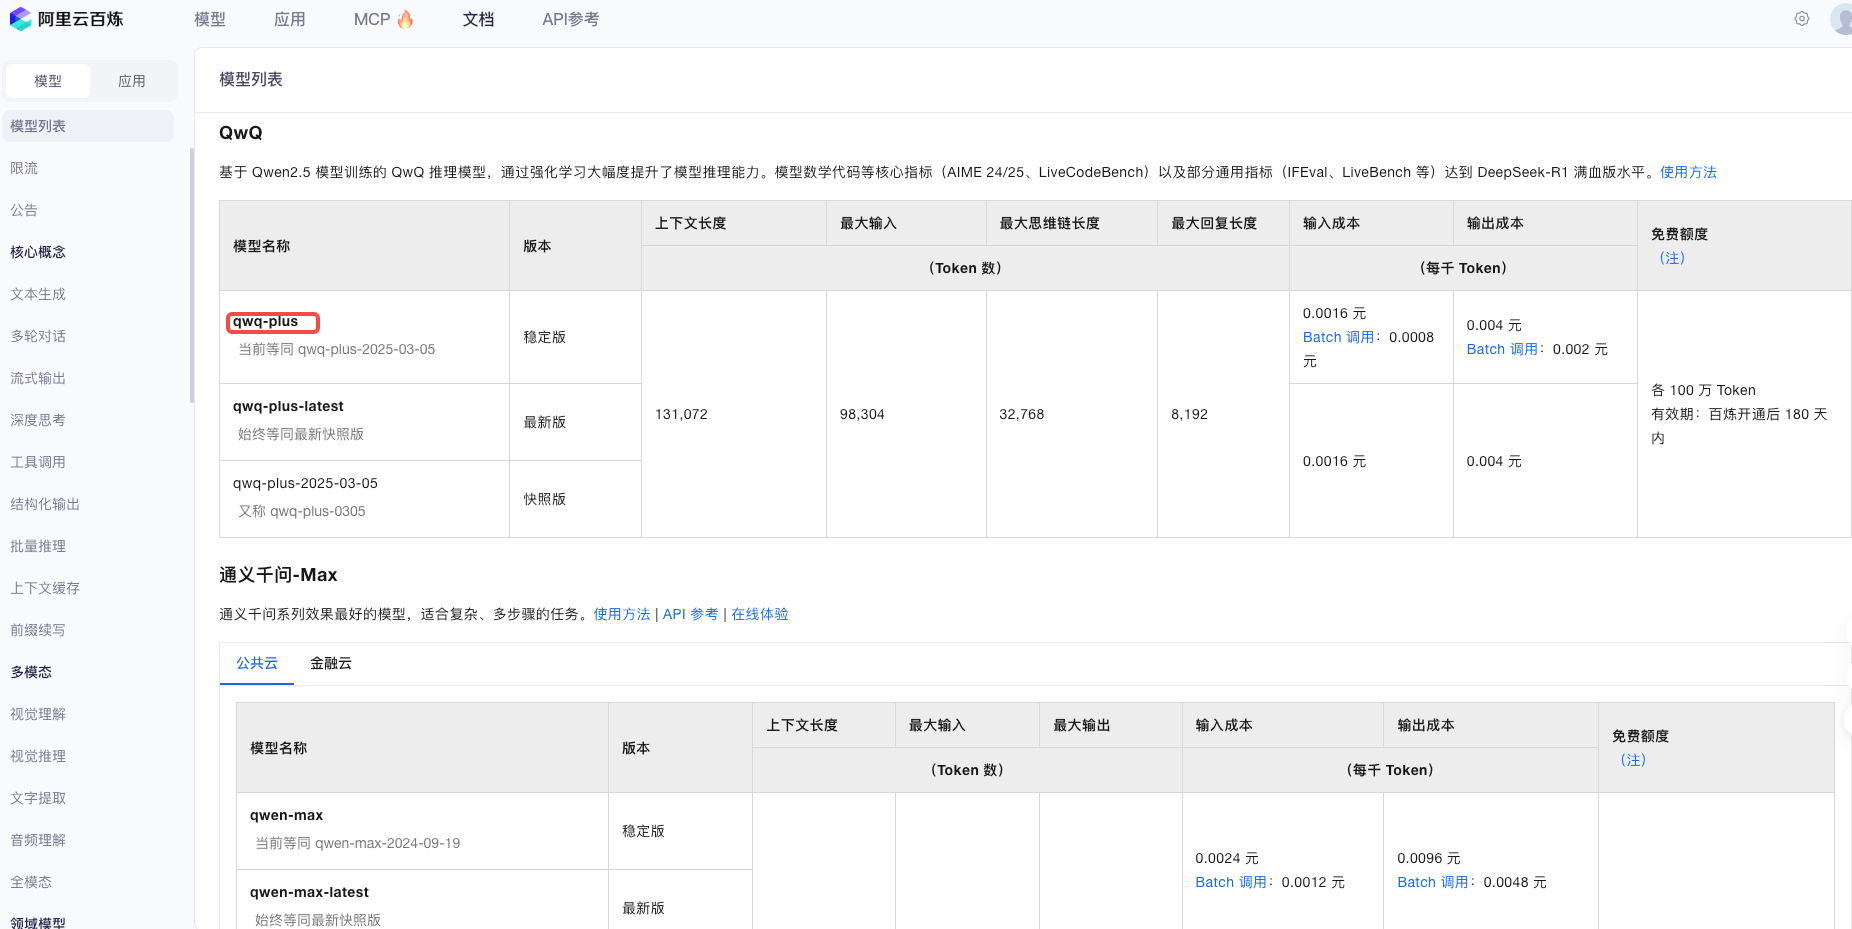 阿里云百炼
模型 应用 MCP 文档 API参考
模型 应用
模型列表
限流
公告
核心概念
文本生成
多轮对话
流式输出
深度思考
工具调用
结构化输出
批量推理
上下文缓存
前缀续写
多模态
视觉理解
视觉推理
文字提取
音频理解
全模态
领域模型
模型列表
QwQ
基于 Qwen2.5 模型训练的 QwQ 推理模型，通过强化学习大幅度提升了模型推理能力。模型数学代码等核心指标（AIME 24/25、LiveCodeBench）以及部分通用指标（IFEval、LiveBench 等）达到 DeepSeek-R1 满血版水平。使用方法
模型名称 版本 上下文长度 最大输入 最大思维链长度 最大回复长度 输入成本 输出成本 免费额度
（注）
（Token 数） （每千 Token）
qwq-plus
当前等同 qwq-plus-2025-03-05
稳定版
0.0016 元
Batch 调用：0.0008
元
0.004 元
Batch 调用：0.002 元
qwq-plus-latest
始终等同最新快照版
最新版
131,072 98,304 32,768 8,192
各 100 万 Token
有效期：百炼开通后 180 天
内
0.0016 元 0.004 元
qwq-plus-2025-03-05
又称 qwq-plus-0305
快照版
通义千问-Max
通义千问系列效果最好的模型，适合复杂、多步骤的任务。使用方法 | API 参考 | 在线体验
公共云 金融云
模型名称 版本 上下文长度 最大输入 最大输出 输入成本 输出成本 免费额度
（注）
（Token 数） （每千 Token）
qwen-max
当前等同 qwen-max-2024-09-19
稳定版
0.0024 元
Batch 调用：0.0012 元
0.0096 元
Batch 调用：0.0048 元
qwen-max-latest
始终等同最新快照版
最新版